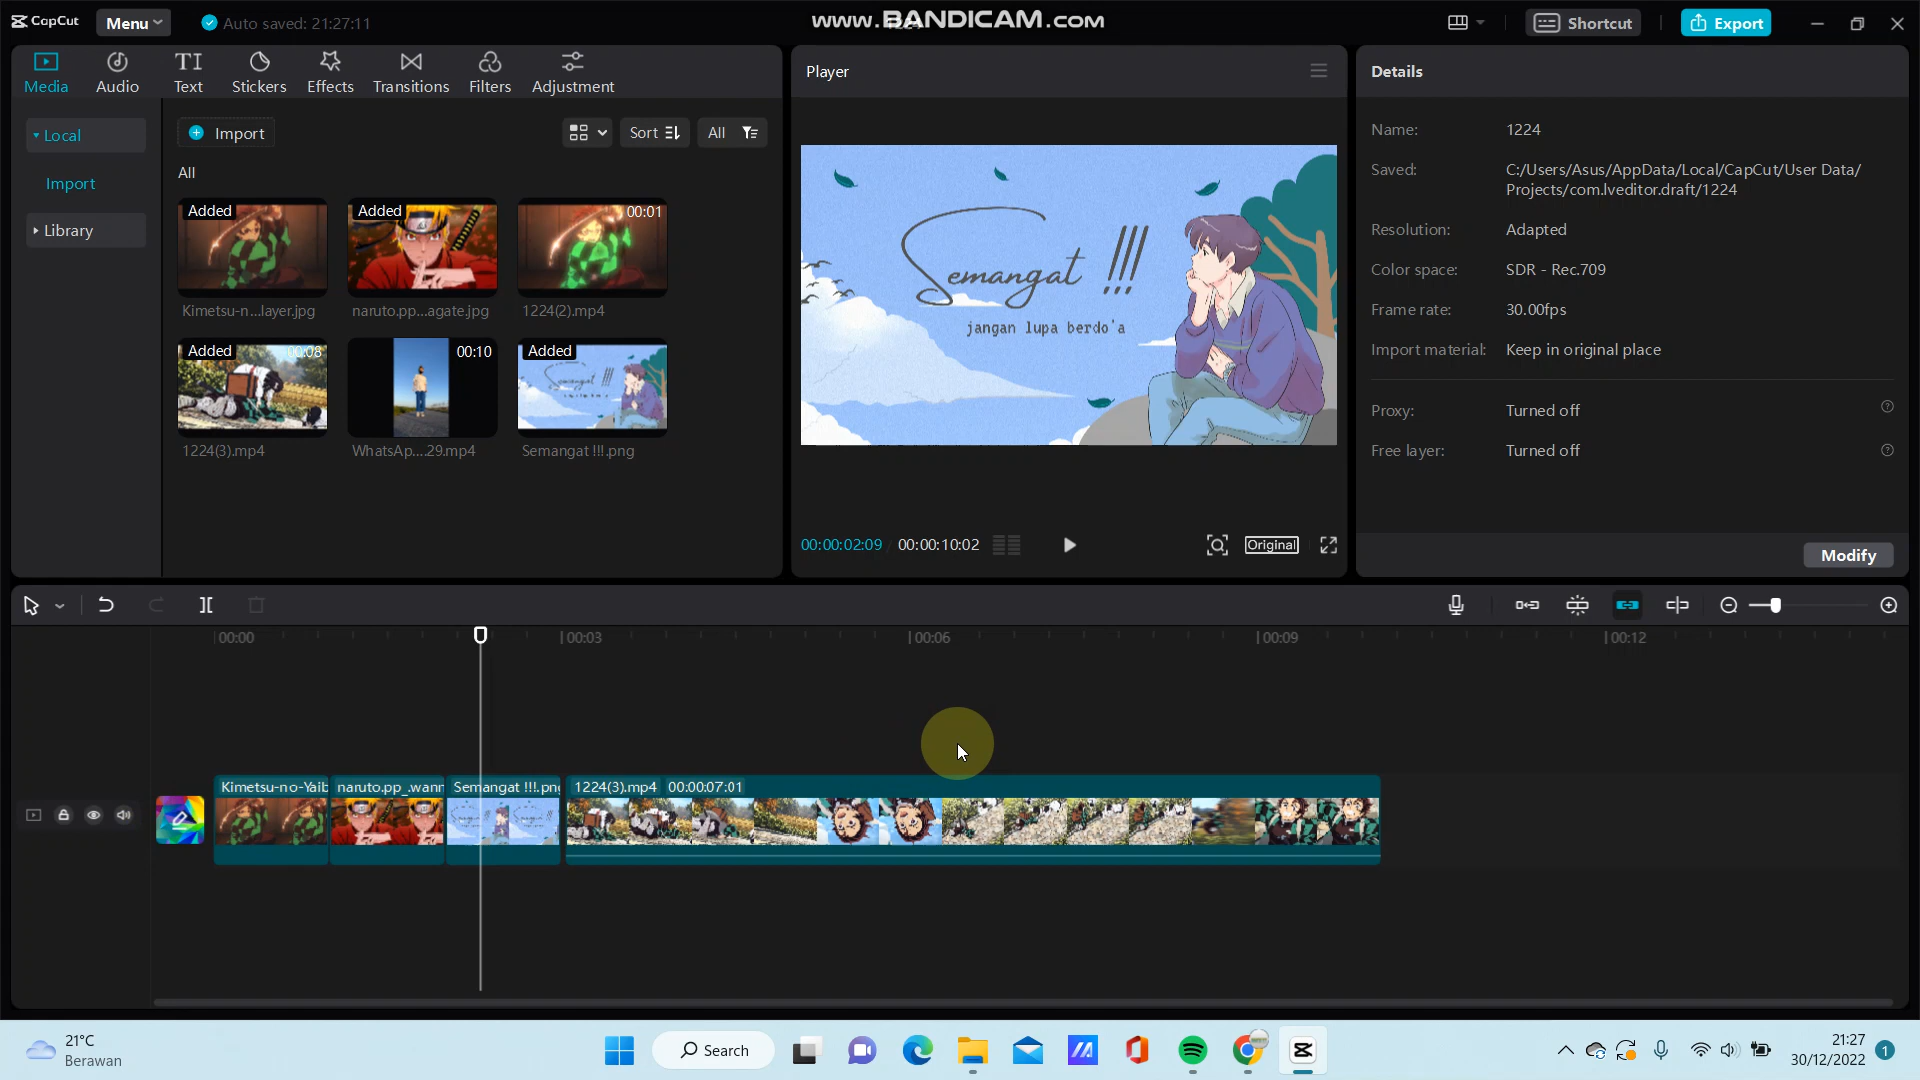 CapCut Menu Auto saved: 21:27:11 www.BANDICAM.com Shortcut Export
Media Audio Text Stickers Effects Transitions Filters Adjustment
Local
Import
Library
Import Sort All
All
Added Added 00:01
Kimetsu-n...layer.jpg naruto.pp...agate.jpg 1224(2).mp4
Added 00:08 00:10 Added
1224(3).mp4 WhatsAp....29.mp4 Semangat !!!.png
Player
Semangat !!!
jangan lupa berdo'a
00:00:02:09 00:00:10:02 Original
Details
Name: 1224
Saved: C:/Users/Asus/AppData/Local/CapCut/User Data/
Projects/com.lveditor.draft/1224
Resolution: Adapted
Color space: SDR - Rec.709
Frame rate: 30.00fps
Import material: Keep in original place
Proxy: Turned off
Free layer: Turned off
Modify
00:00 00:03 00:06 00:09 00:12
Kimetsu-no-Yaib naruto.pp_.wanr Semangat !!!.pn 1224(3).mp4 00:00:07:01
21°C
Berawan
Search
21:27
30/12/2022 1